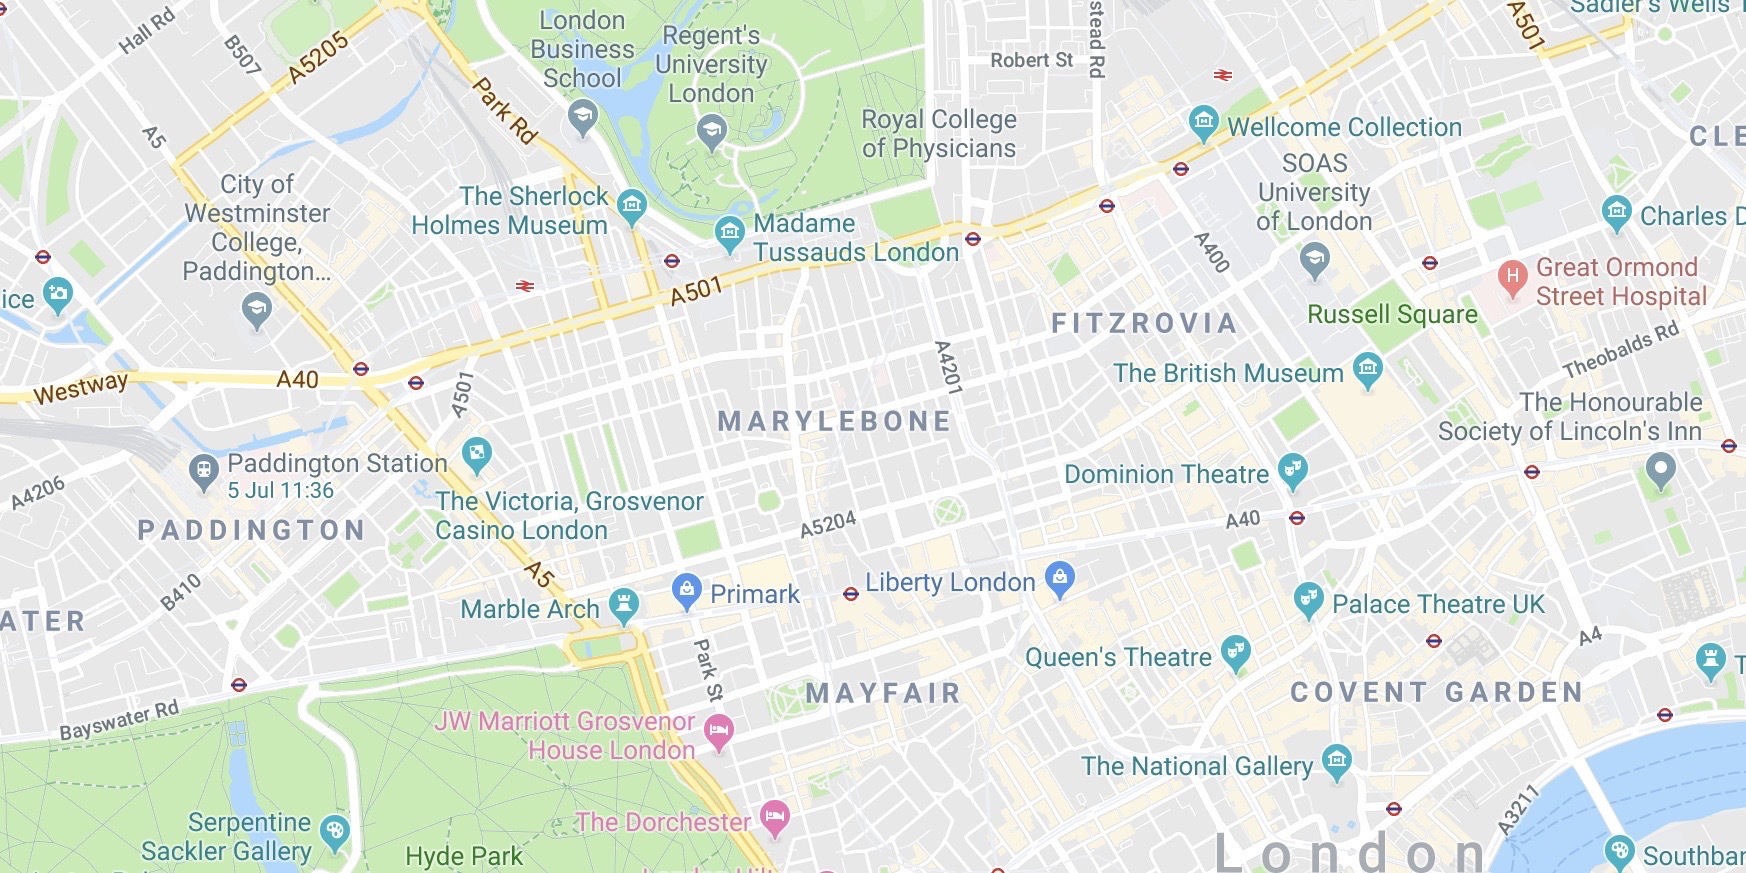 Hall Rd
B507
A5205
A5
Park Rd
London
Business
School
Regent's
University
London
Robert St
stead Rd
A501
Sadler's Wells
Royal College
of Physicians
Wellcome Collection
CLE
SOAS
University
of London
City of
Westminster
College,
Paddington...
The Sherlock
Holmes Museum
Madame
Tussauds London
A400
Charles D
ice
A501
Great Ormond
Street Hospital
Russell Square
FITZROVIA
Theobalds Rd
Westway
A40
A501
A4201
The British Museum
MARYLEBONE
The Honourable
Society of Lincoln's Inn
A4206
Paddington Station
5 Jul 11:36
The Victoria, Grosvenor
Casino London
Dominion Theatre
PADDINGTON
A5204
A40
B410
A5
Marble Arch
Primark
Liberty London
Palace Theatre UK
ATER
A4
Park St
Queen's Theatre
T
MAYFAIR
COVENT GARDEN
Bayswater Rd
JW Marriott Grosvenor
House London
The National Gallery
Serpentine
Sackler Gallery
The Dorchester
A3211
Hyde Park
London
Southban